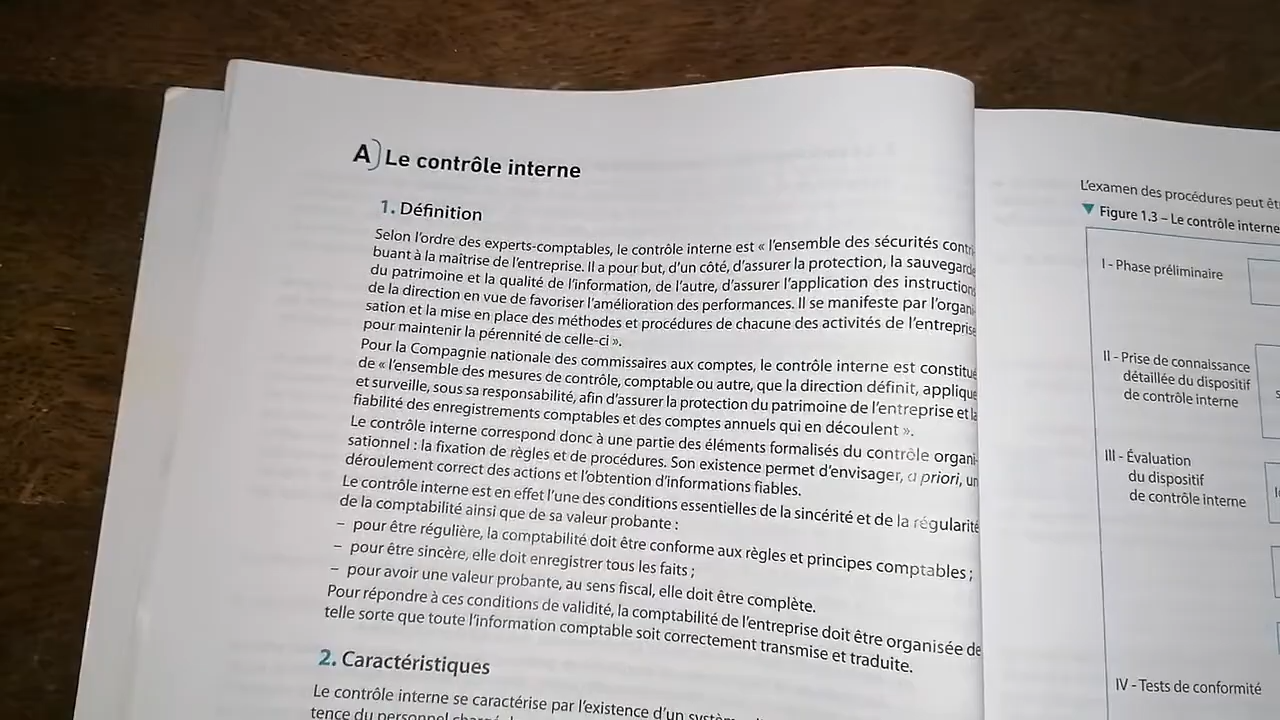 A) Le contrôle interne
1. Définition
Selon l'ordre des experts-comptables, le contrôle interne est « l'ensemble des sécurités contri-
buant à la maîtrise de l'entreprise. Il a pour but, d'un côté, d'assurer la protection, la sauvegarde
du patrimoine et la qualité de l'information, de l'autre, d'assurer l'application des instructions
de la direction en vue de favoriser l'amélioration des performances. Il se manifeste par l'organi-
sation et la mise en place des méthodes et procédures de chacune des activités de l'entreprise
pour maintenir la pérennité de celle-ci ».
Pour la Compagnie nationale des commissaires aux comptes, le contrôle interne est constitué
de « l'ensemble des mesures de contrôle, comptable ou autre, que la direction définit, applique
et surveille, sous sa responsabilité, afin d'assurer la protection du patrimoine de l'entreprise et la
fiabilité des enregistrements comptables et des comptes annuels qui en découlent ».
Le contrôle interne correspond donc à une partie des éléments formalisés du contrôle organi-
sationnel : la fixation de règles et de procédures. Son existence permet d'envisager, a priori, un
déroulement correct des actions et l'obtention d'informations fiables.
Le contrôle interne est en effet l'une des conditions essentielles de la sincérité et de la régularité
de la comptabilité ainsi que de sa valeur probante :
– pour être régulière, la comptabilité doit être conforme aux règles et principes comptables ;
– pour être sincère, elle doit enregistrer tous les faits ;
– pour avoir une valeur probante, au sens fiscal, elle doit être complète.
Pour répondre à ces conditions de validité, la comptabilité de l'entreprise doit être organisée de
telle sorte que toute l'information comptable soit correctement transmise et traduite.
2. Caractéristiques
Le contrôle interne se caractérise par l'existence d'un
tence du personnel
L'examen des procédures peut
▼ Figure 1.3 – Le contrôle interne
I - Phase préliminaire
II - Prise de connaissance
détaillée du dispositif
de contrôle interne
III - Évaluation
du dispositif
de contrôle interne
IV - Tests de conformité